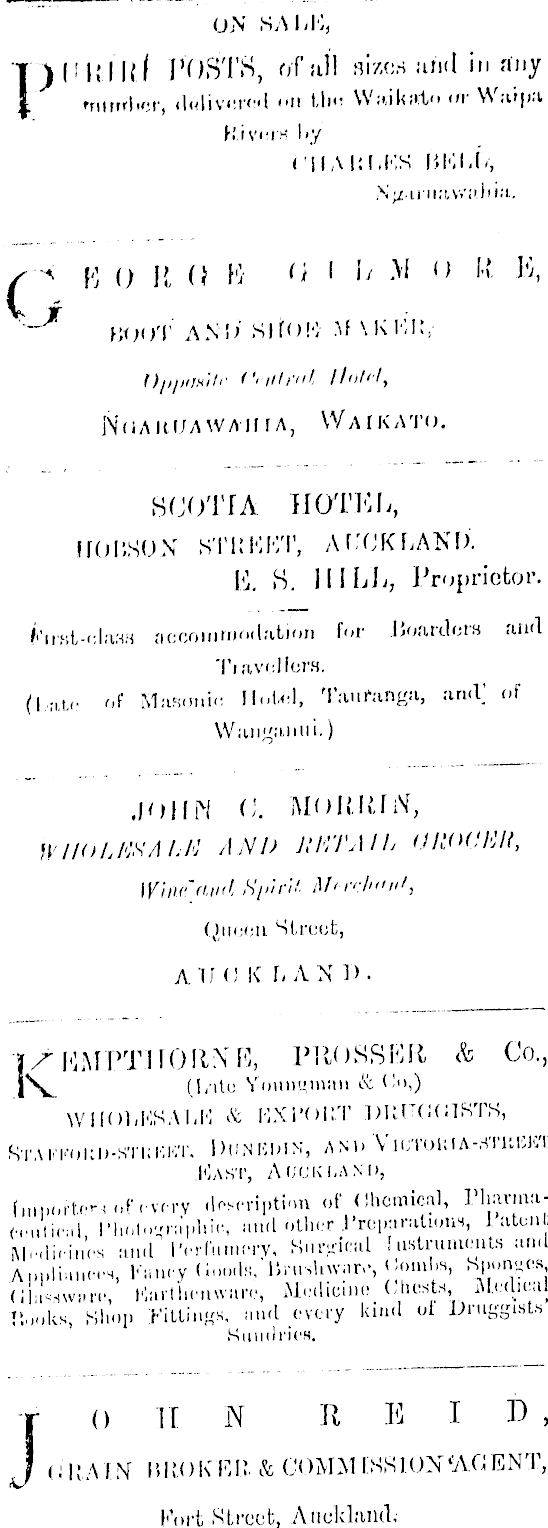 ON SALE,
PURIRI POSTS, of all sizes and in any
number, delivered on the Waikato or Waipa
Rivers by
CHARLES BELL,
Ngaruawahia.
GEORGE GILMORE,
BOOT AND SHOE MAKER,
Opposite Central Hotel,
NGARUAWAHIA, WAIKATO.
SCOTIA HOTEL,
HOBSON STREET, AUCKLAND.
E. S. HILL, Proprietor.
First-class accommodation for Boarders and
Travellers.
(Late of Masonic Hotel, Tauranga, and of
Wanganui.)
JOHN C. MORRIN,
WHOLESALE AND RETAIL GROCER,
Wine and Spirit Merchant,
Queen Street,
AUCKLAND.
KEMPTHORNE, PROSSER & Co.,
(Late Youngman & Co,)
WHOLESALE & EXPORT DRUGGISTS,
STAFFORD-STREET, DUNEDIN, AND VICTORIA-STREET
EAST, AUCKLAND,
Importers of every description of Chemical, Pharma-
ceutical, Photographic, and other Preparations, Patent
Medicines and Perfumery, Surgical Instruments and
Appliances, Fancy Goods, Brushware, Combs, Sponges,
Glassware, Earthenware, Medicine Chests, Medical
Books, Shop Fittings, and every kind of Druggists'
Sundries.
JOHN REID,
GRAIN BROKER & COMMISSION AGENT,
Fort Street, Auckland.